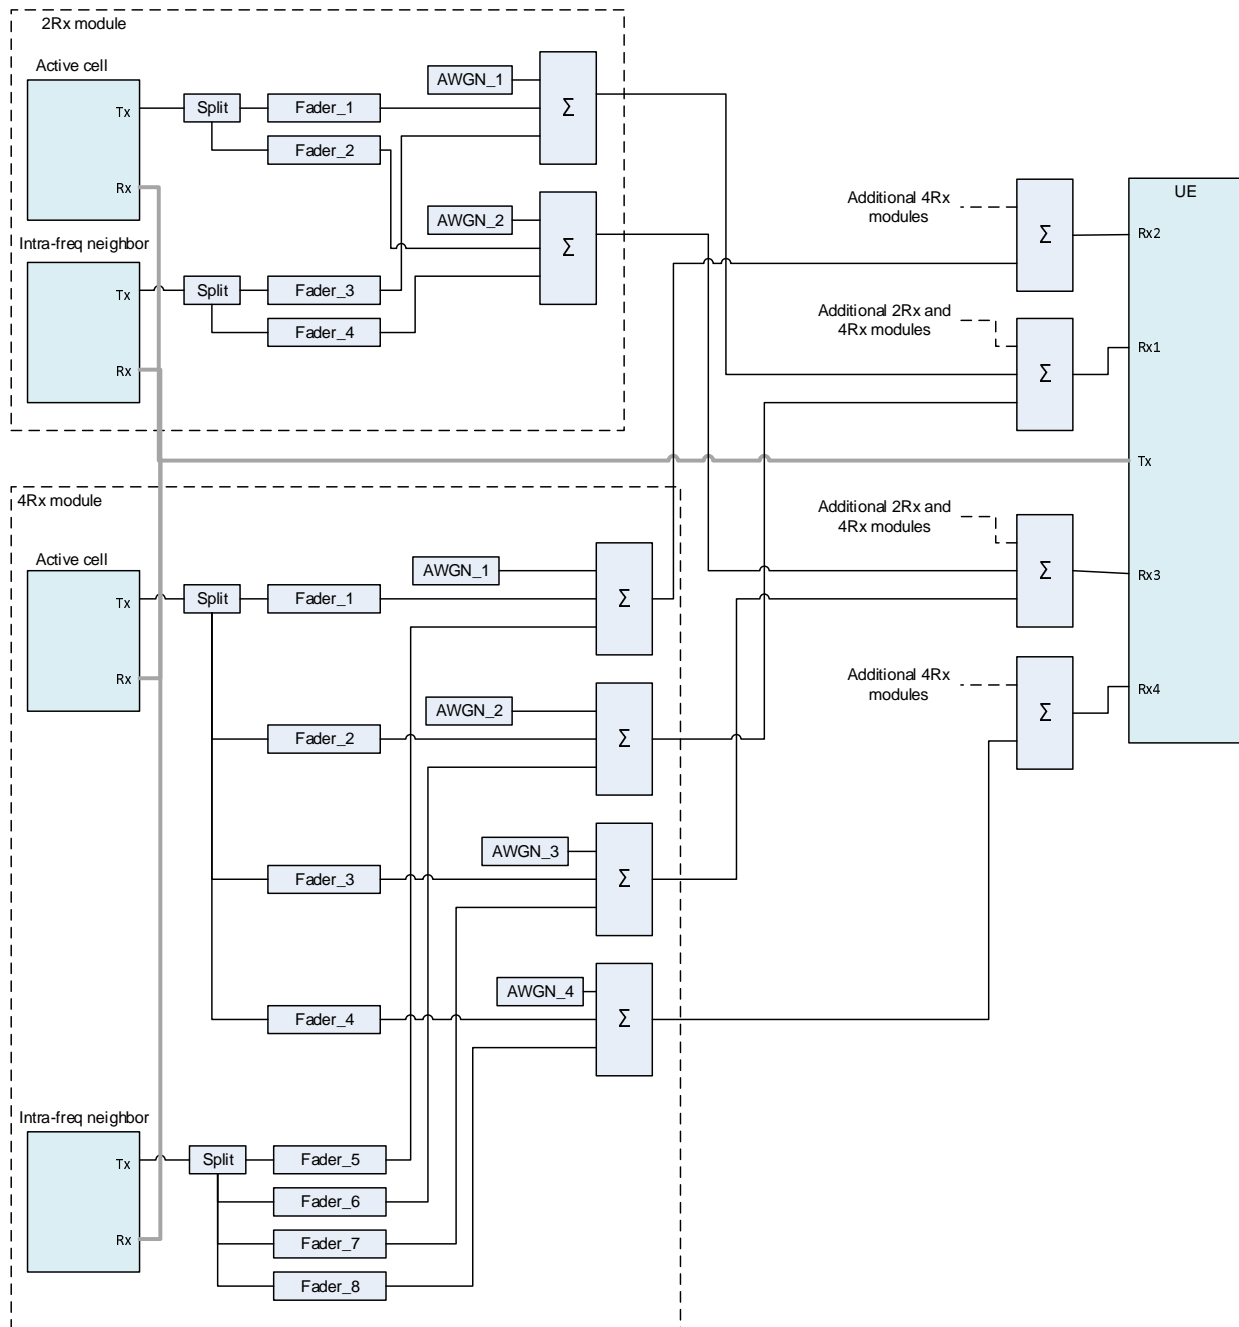 2Rx module
Active cell
Tx
Rx
Split
Fader_1
Fader_2
AWGN_1
Σ
AWGN_2
Σ
Intra-freq neighbor
Tx
Rx
Split
Fader_3
Fader_4
Additional 4Rx
modules
Σ
Additional 2Rx and
4Rx modules
Σ
UE
Rx2
Rx1
Tx
Rx3
Rx4
Additional 2Rx and
4Rx modules
Σ
Additional 4Rx
modules
Σ
4Rx module
Active cell
Tx
Rx
Split
Fader_1
AWGN_1
Σ
Fader_2
AWGN_2
Σ
Fader_3
AWGN_3
Σ
Fader_4
AWGN_4
Σ
Intra-freq neighbor
Tx
Rx
Split
Fader_5
Fader_6
Fader_7
Fader_8